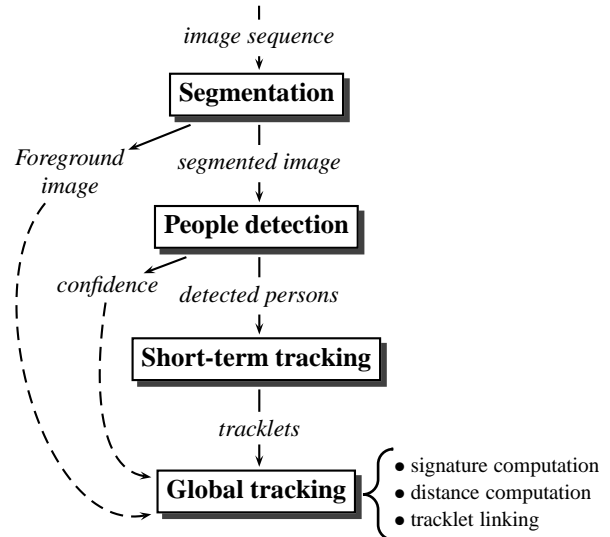 image sequence
Segmentation
Foreground
image
segmented image
People detection
confidence
detected persons
Short-term tracking
tracklets
Global tracking
• signature computation
• distance computation
• tracklet linking